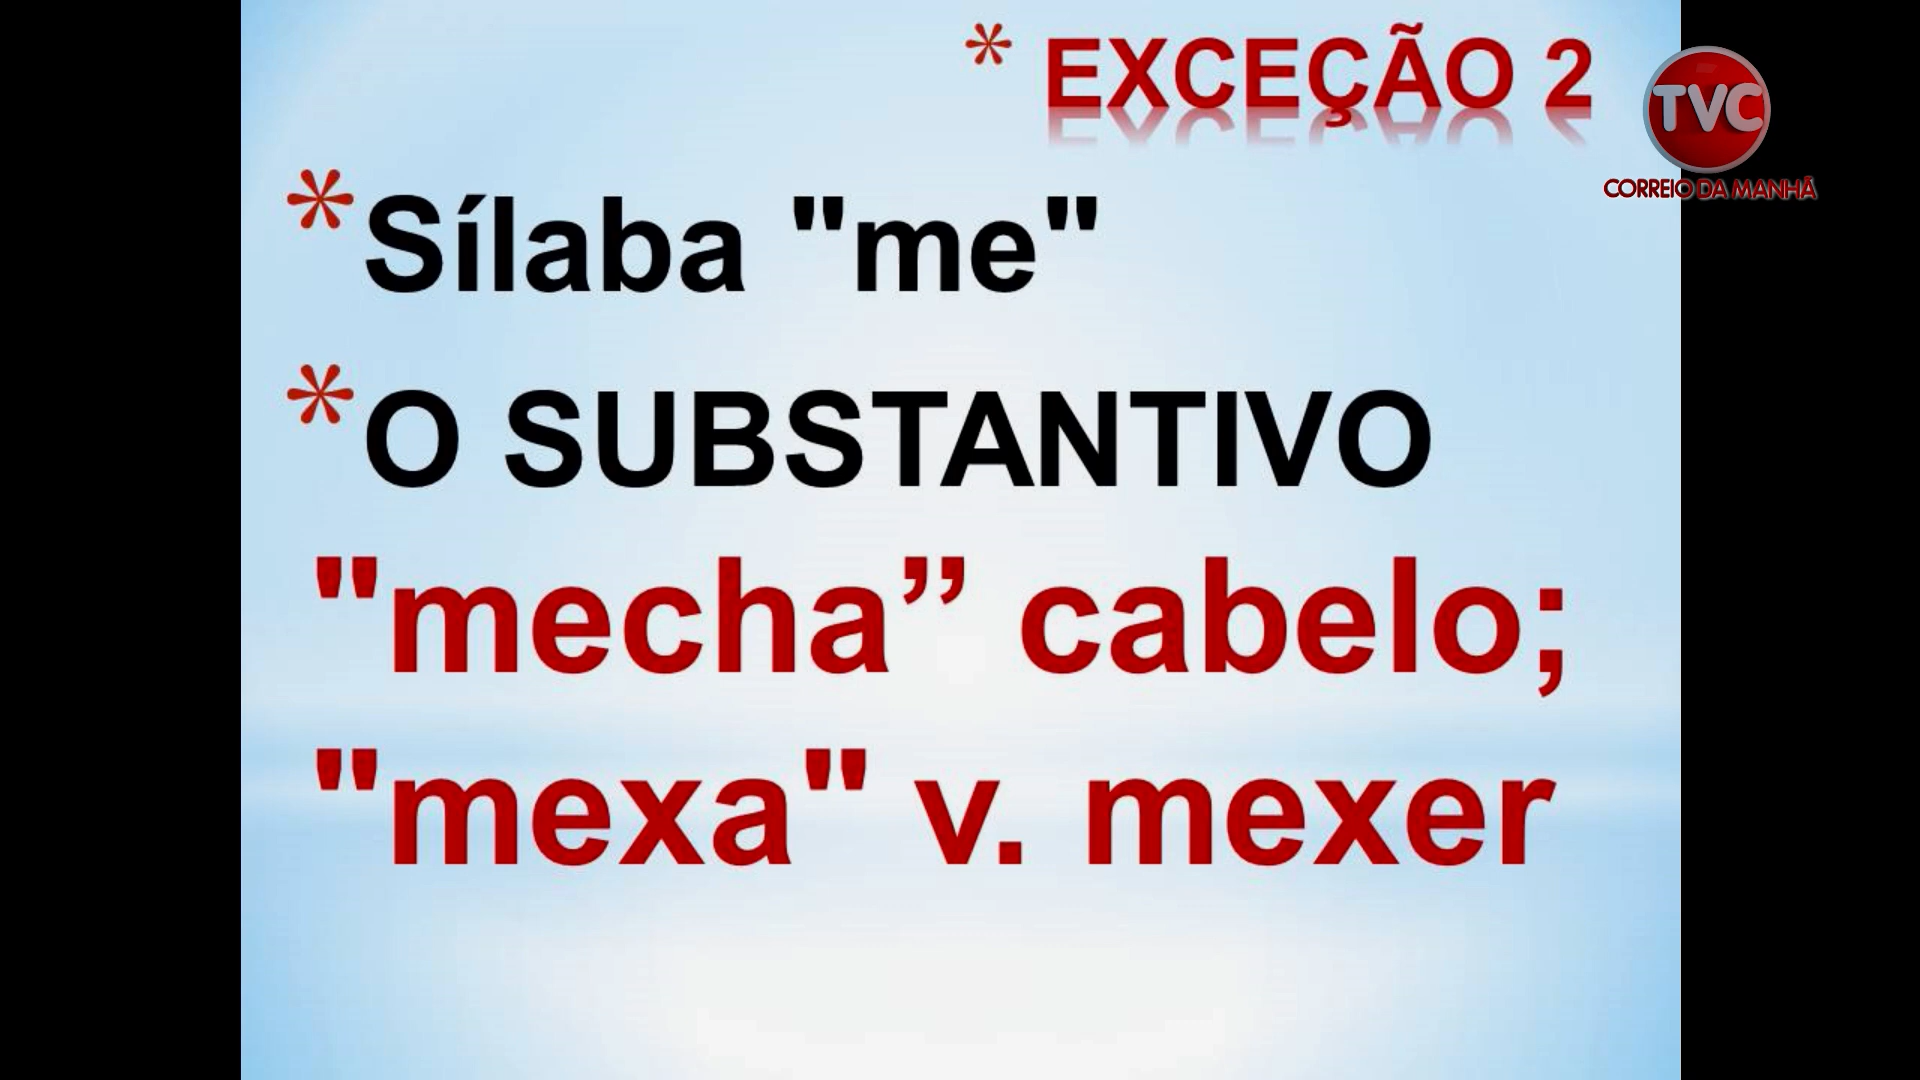 * EXCEÇÃO 2
TVC
CORREIO DA MANHÃ
*Sílaba "me"
*O SUBSTANTIVO
"mecha” cabelo;
"mexa" v. mexer